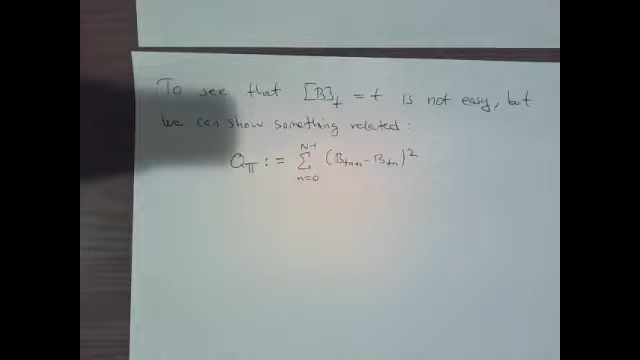 To see that [B]_t = t is not easy, but
we can show something related:
Q_π := ∑_{n=0}^{N-1} (B_{t_{n+1}} - B_{t_n})²